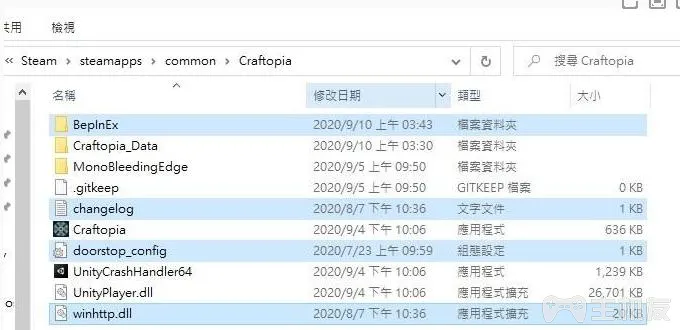 共用 檢視
« Steam › steamapps › common › Craftopia 搜尋 Craftopia
名稱 修改日期 類型 大小
BepInEx 2020/9/10 上午 03:43 檔案資料夾
Craftopia_Data 2020/9/10 上午 03:30 檔案資料夾
MonoBleedingEdge 2020/9/5 上午 09:50 檔案資料夾
.gitkeep 2020/9/5 上午 09:50 GITKEEP 檔案 0 KB
changelog 2020/8/7 下午 10:36 文字文件 1 KB
Craftopia 2020/9/4 下午 10:06 應用程式 636 KB
doorstop_config 2020/7/23 上午 09:59 組態設定 1 KB
UnityCrashHandler64 2020/9/4 下午 10:06 應用程式 1,239 KB
UnityPlayer.dll 2020/9/4 下午 10:06 應用程式擴充 26,701 KB
winhttp.dll 2020/8/7 下午 10:36 應用程式擴充 20 KB